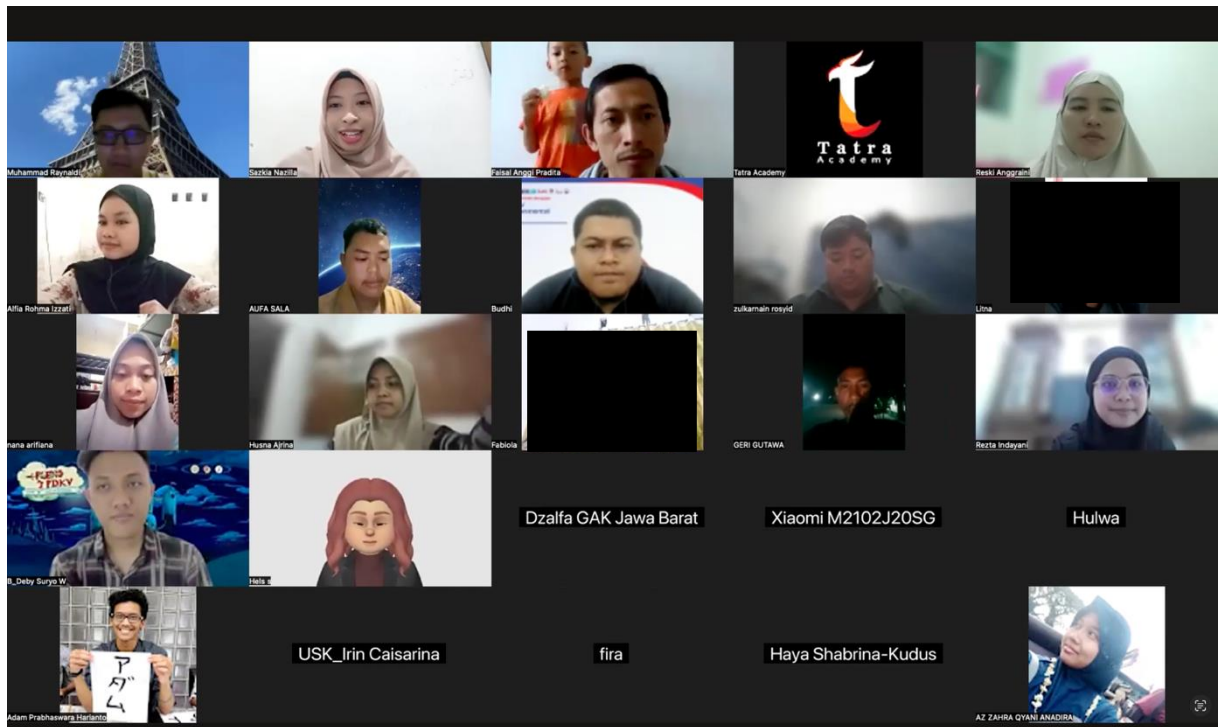 Muhammad Raynaldi
Sazkia Nazilla
Faisal Anggi Pradita
Tatra
Academy
Tatra Academy
Reski Anggraini
Alfia Rohma Izzati
AUFA SALA
Budhi
zulkarnain rosyid
Litna
nana arifiana
Husna Ajrina
Fabiola
GERI GUTAWA
Rezta Indayani
B_Deby Suryo W
Hels s
Dzalfa GAK Jawa Barat
Xiaomi M2102J20SG
Hulwa
アダム
Adam Prabhaswara Harianto
USK_Irin Caisarina
fira
Haya Shabrina-Kudus
AZ ZAHRA QYANI ANADIRA